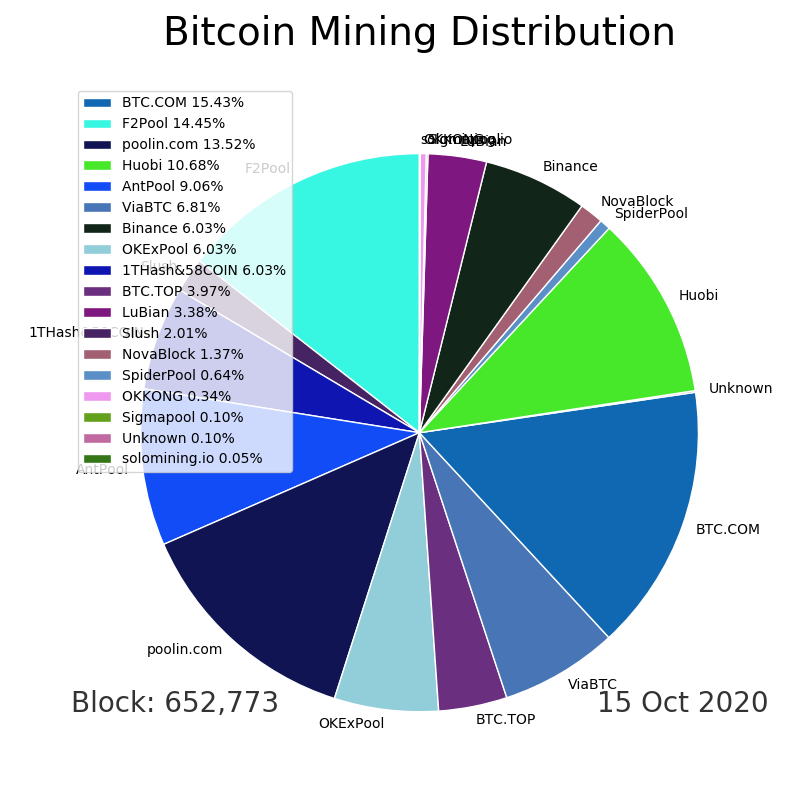 Bitcoin Mining Distribution
BTC.COM 15.43%
F2Pool 14.45%
poolin.com 13.52%
Huobi 10.68%
AntPool 9.06%
ViaBTC 6.81%
Binance 6.03%
OKExPool 6.03%
1THash&58COIN 6.03%
BTC.TOP 3.97%
LuBian 3.38%
Slush 2.01%
NovaBlock 1.37%
SpiderPool 0.64%
OKKONG 0.34%
Sigmapool 0.10%
Unknown 0.10%
solomining.io 0.05%
Binance
NovaBlock
SpiderPool
Huobi
Unknown
BTC.COM
ViaBTC
BTC.TOP
OKExPool
poolin.com
AntPool
Slush
F2Pool
Block: 652,773
15 Oct 2020